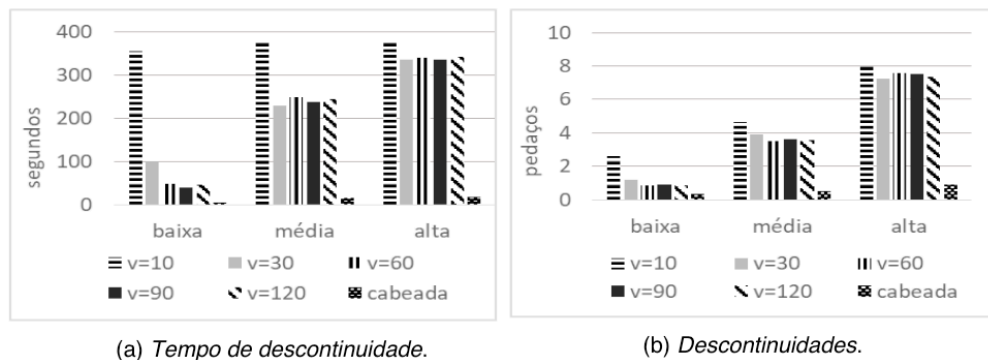 400
300
200
100
0
segundos
baixa média alta
v=10 v=30 v=60
v=90 v=120 cabeada
(a) Tempo de descontinuidade.
10
8
6
4
2
0
pedaços
baixa média alta
v=10 v=30 v=60
v=90 v=120 cabeada
(b) Descontinuidades.